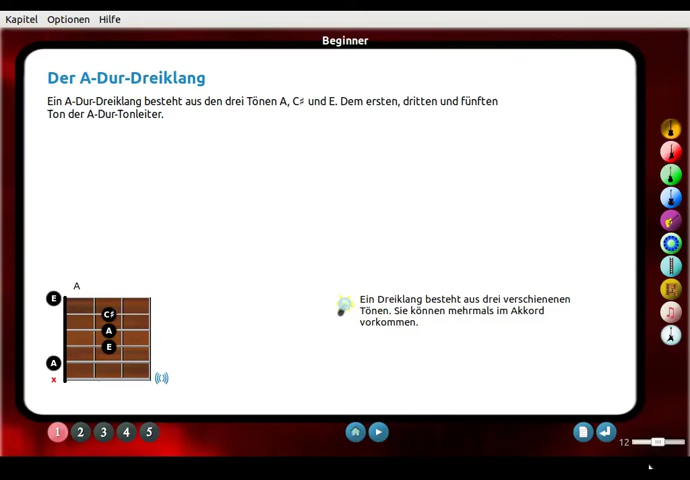 Kapitel Optionen Hilfe
Beginner
Der A-Dur-Dreiklang
Ein A-Dur-Dreiklang besteht aus den drei Tönen A, C♯ und E. Dem ersten, dritten und fünften
Ton der A-Dur-Tonleiter.
A
E
C♯
A
E
A
x
Ein Dreiklang besteht aus drei verschienenen
Tönen. Sie können mehrmals im Akkord
vorkommen.
1 2 3 4 5
12